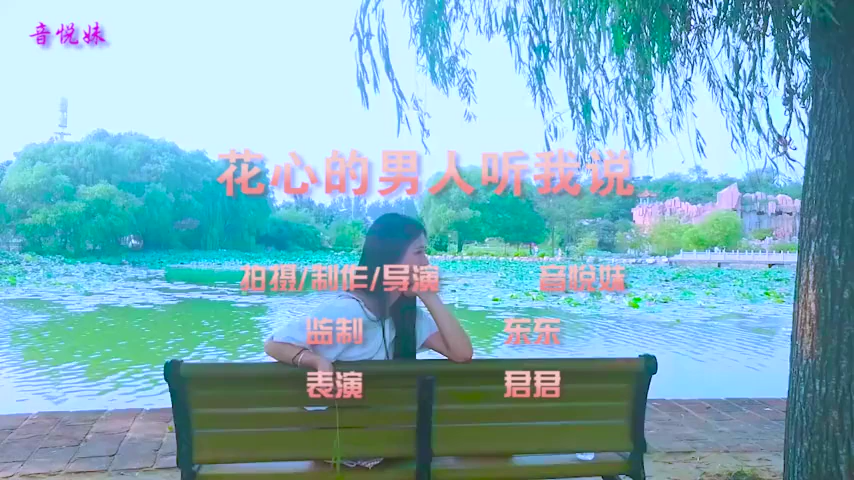 音悦妹
花心的男人听我说
拍摄/制作/导演 音悦妹
监制 东东
表演 君君